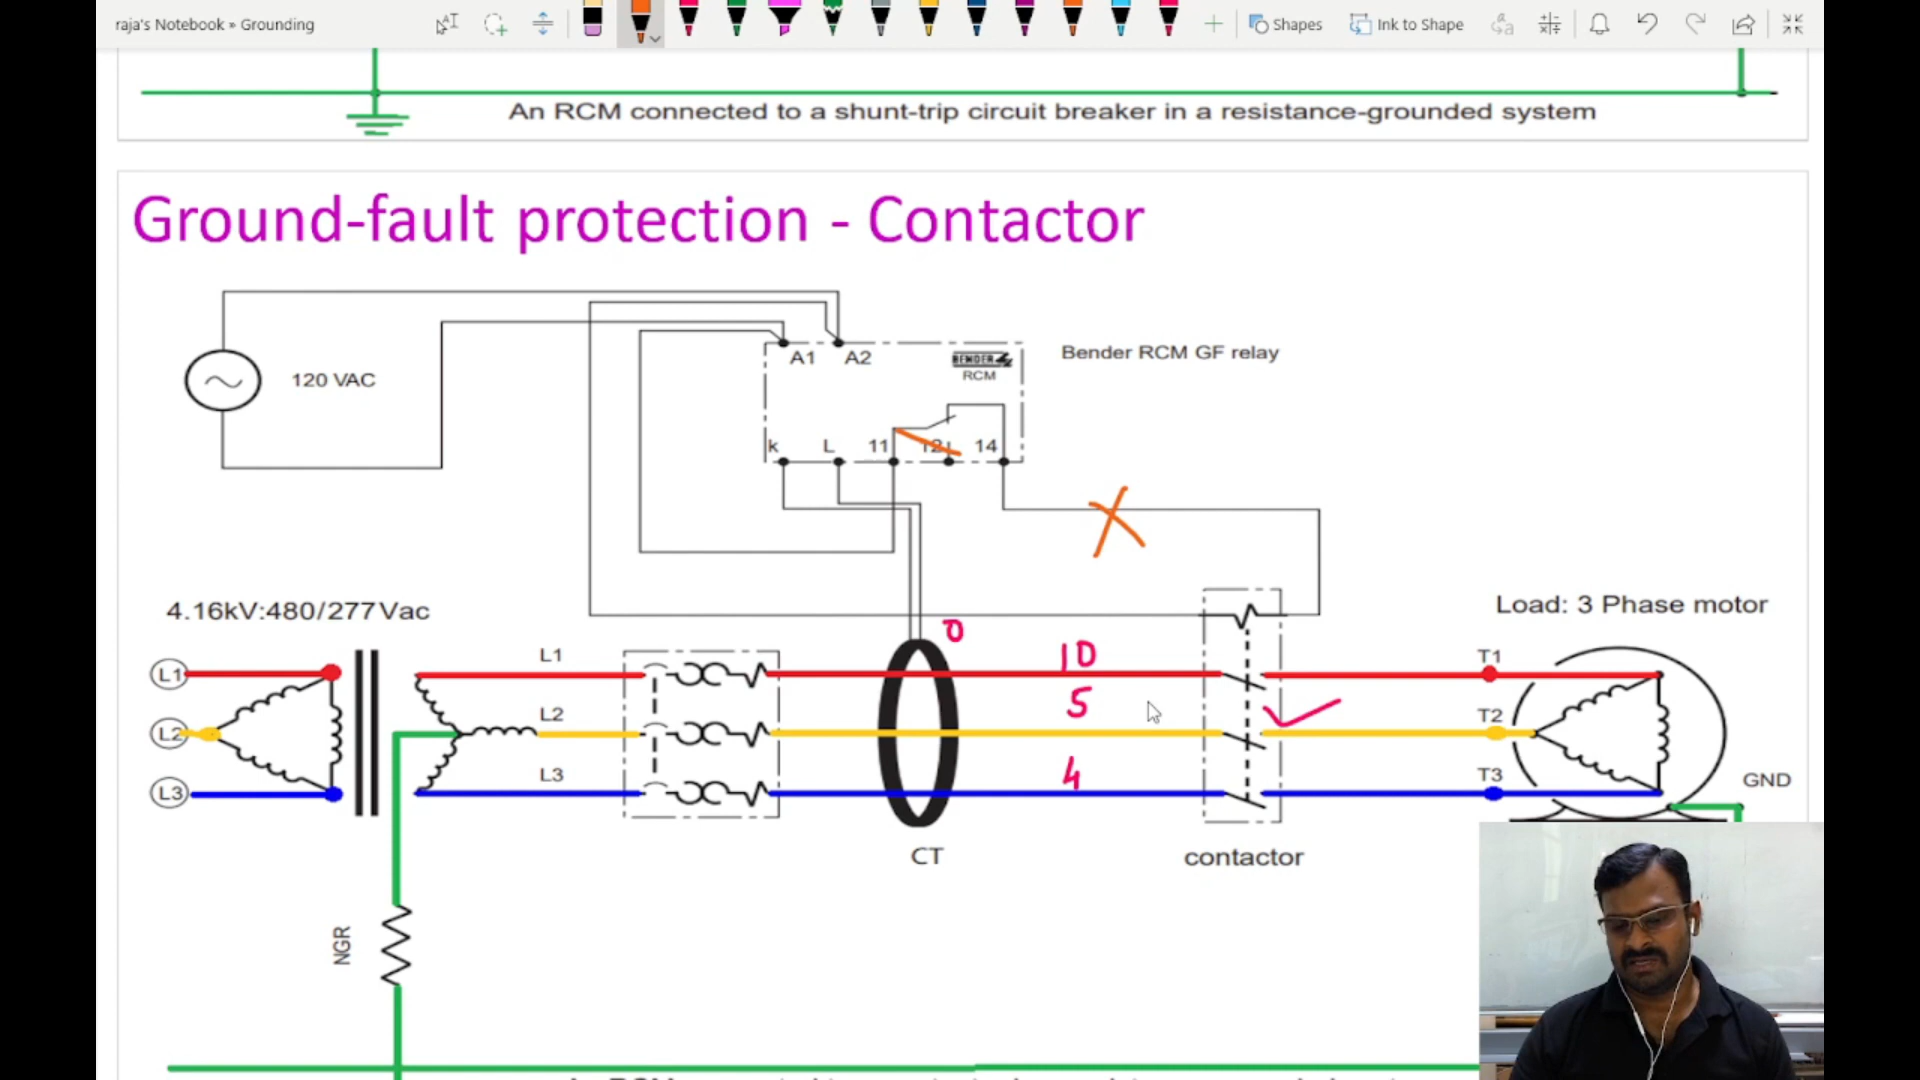 raja's Notebook » Grounding
Shapes
Ink to Shape
An RCM connected to a shunt-trip circuit breaker in a resistance-grounded system
Ground-fault protection - Contactor
120 VAC
A1 A2
BENDER
RCM
Bender RCM GF relay
k L 11 12 14
4.16kV:480/277Vac
Load: 3 Phase motor
0
L1 L1 10 T1
5
L2 L2 T2
L3 L3 4 T3
GND
CT
contactor
NGR